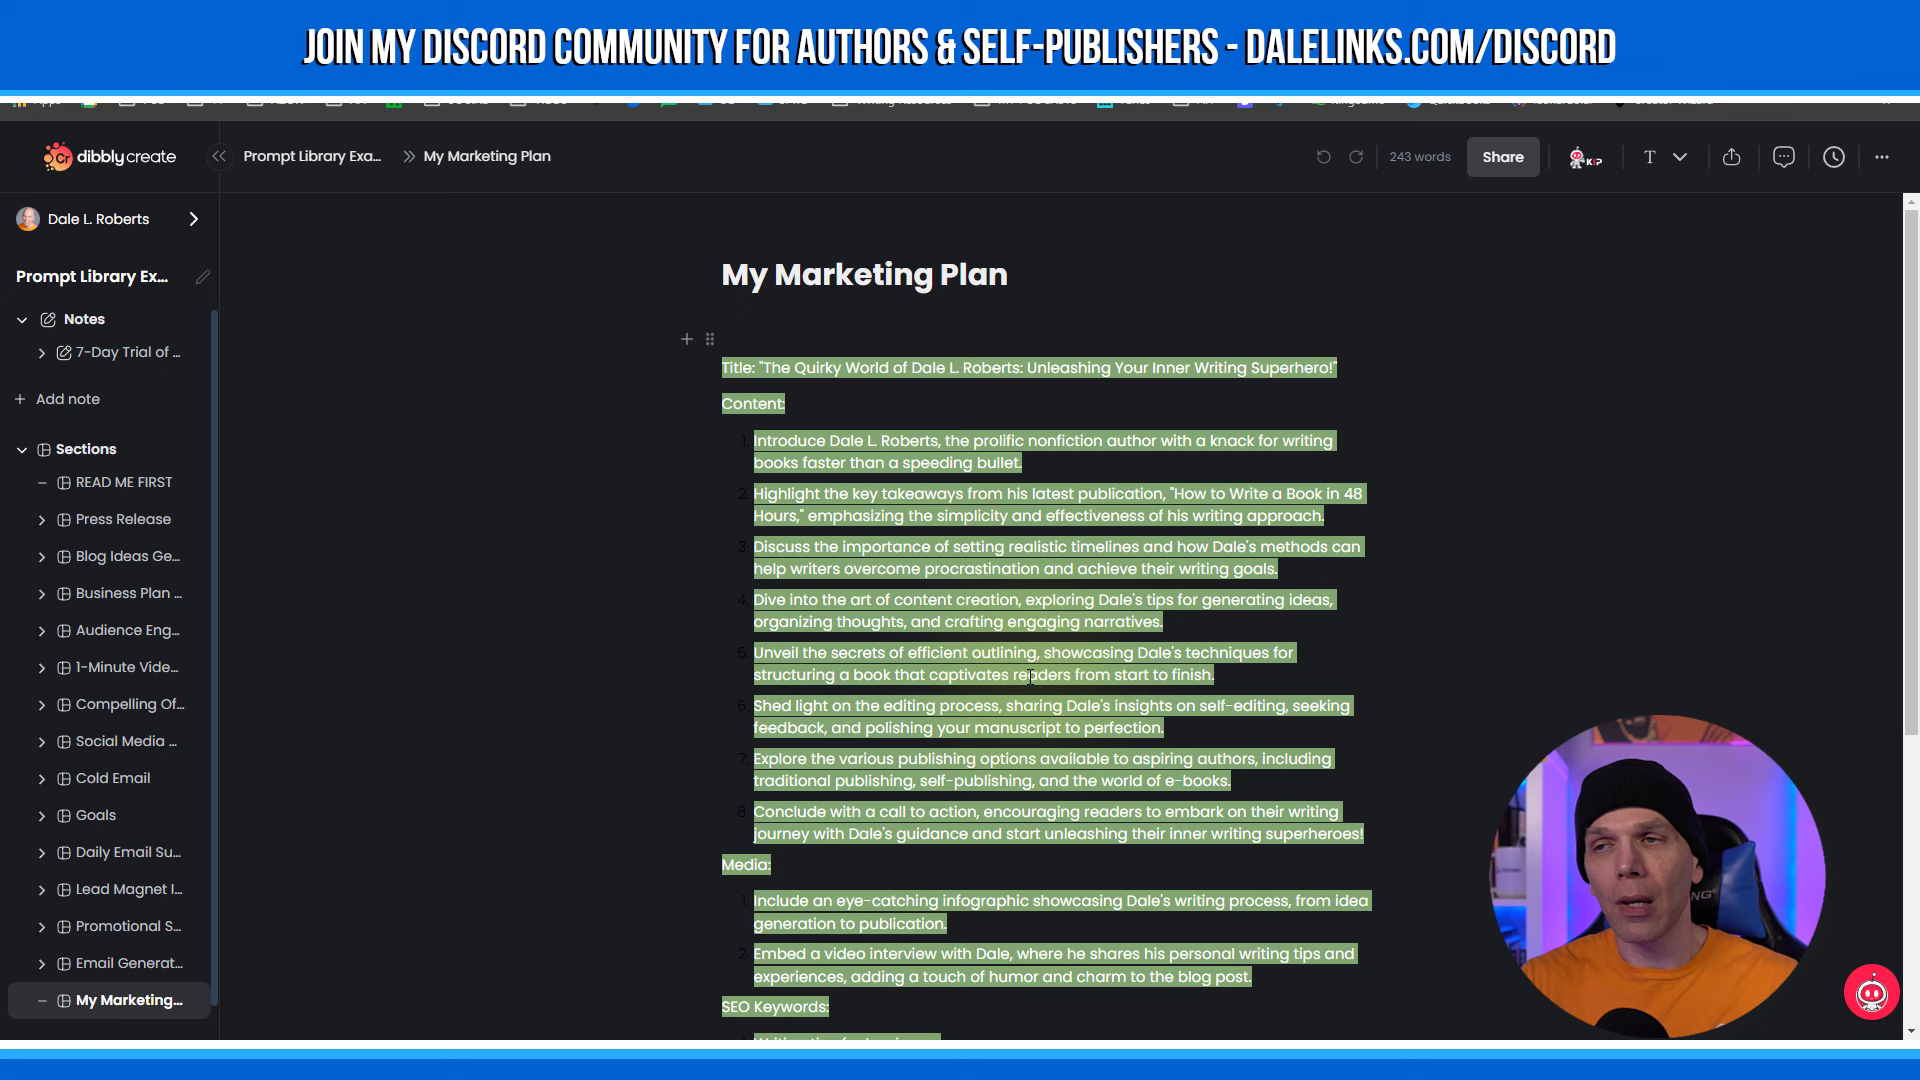 JOIN MY DISCORD COMMUNITY FOR AUTHORS & SELF-PUBLISHERS - DALELINKS.COM/DISCORD
dibbly create
Prompt Library Exa...
My Marketing Plan
243 words
Share
KIP
T
Dale L. Roberts
Prompt Library Ex...
Notes
7-Day Trial of ...
Add note
Sections
READ ME FIRST
Press Release
Blog Ideas Ge...
Business Plan ...
Audience Eng...
1-Minute Vide...
Compelling Of...
Social Media ...
Cold Email
Goals
Daily Email Su...
Lead Magnet I...
Promotional S...
Email Generat...
My Marketing...
My Marketing Plan
Title: "The Quirky World of Dale L. Roberts: Unleashing Your Inner Writing Superhero!"
Content:
1. Introduce Dale L. Roberts, the prolific nonfiction author with a knack for writing
books faster than a speeding bullet.
2. Highlight the key takeaways from his latest publication, "How to Write a Book in 48
Hours," emphasizing the simplicity and effectiveness of his writing approach.
3. Discuss the importance of setting realistic timelines and how Dale's methods can
help writers overcome procrastination and achieve their writing goals.
4. Dive into the art of content creation, exploring Dale's tips for generating ideas,
organizing thoughts, and crafting engaging narratives.
5. Unveil the secrets of efficient outlining, showcasing Dale's techniques for
structuring a book that captivates readers from start to finish.
6. Shed light on the editing process, sharing Dale's insights on self-editing, seeking
feedback, and polishing your manuscript to perfection.
7. Explore the various publishing options available to aspiring authors, including
traditional publishing, self-publishing, and the world of e-books.
8. Conclude with a call to action, encouraging readers to embark on their writing
journey with Dale's guidance and start unleashing their inner writing superheroes!
Media:
1. Include an eye-catching infographic showcasing Dale's writing process, from idea
generation to publication.
2. Embed a video interview with Dale, where he shares his personal writing tips and
experiences, adding a touch of humor and charm to the blog post.
SEO Keywords: